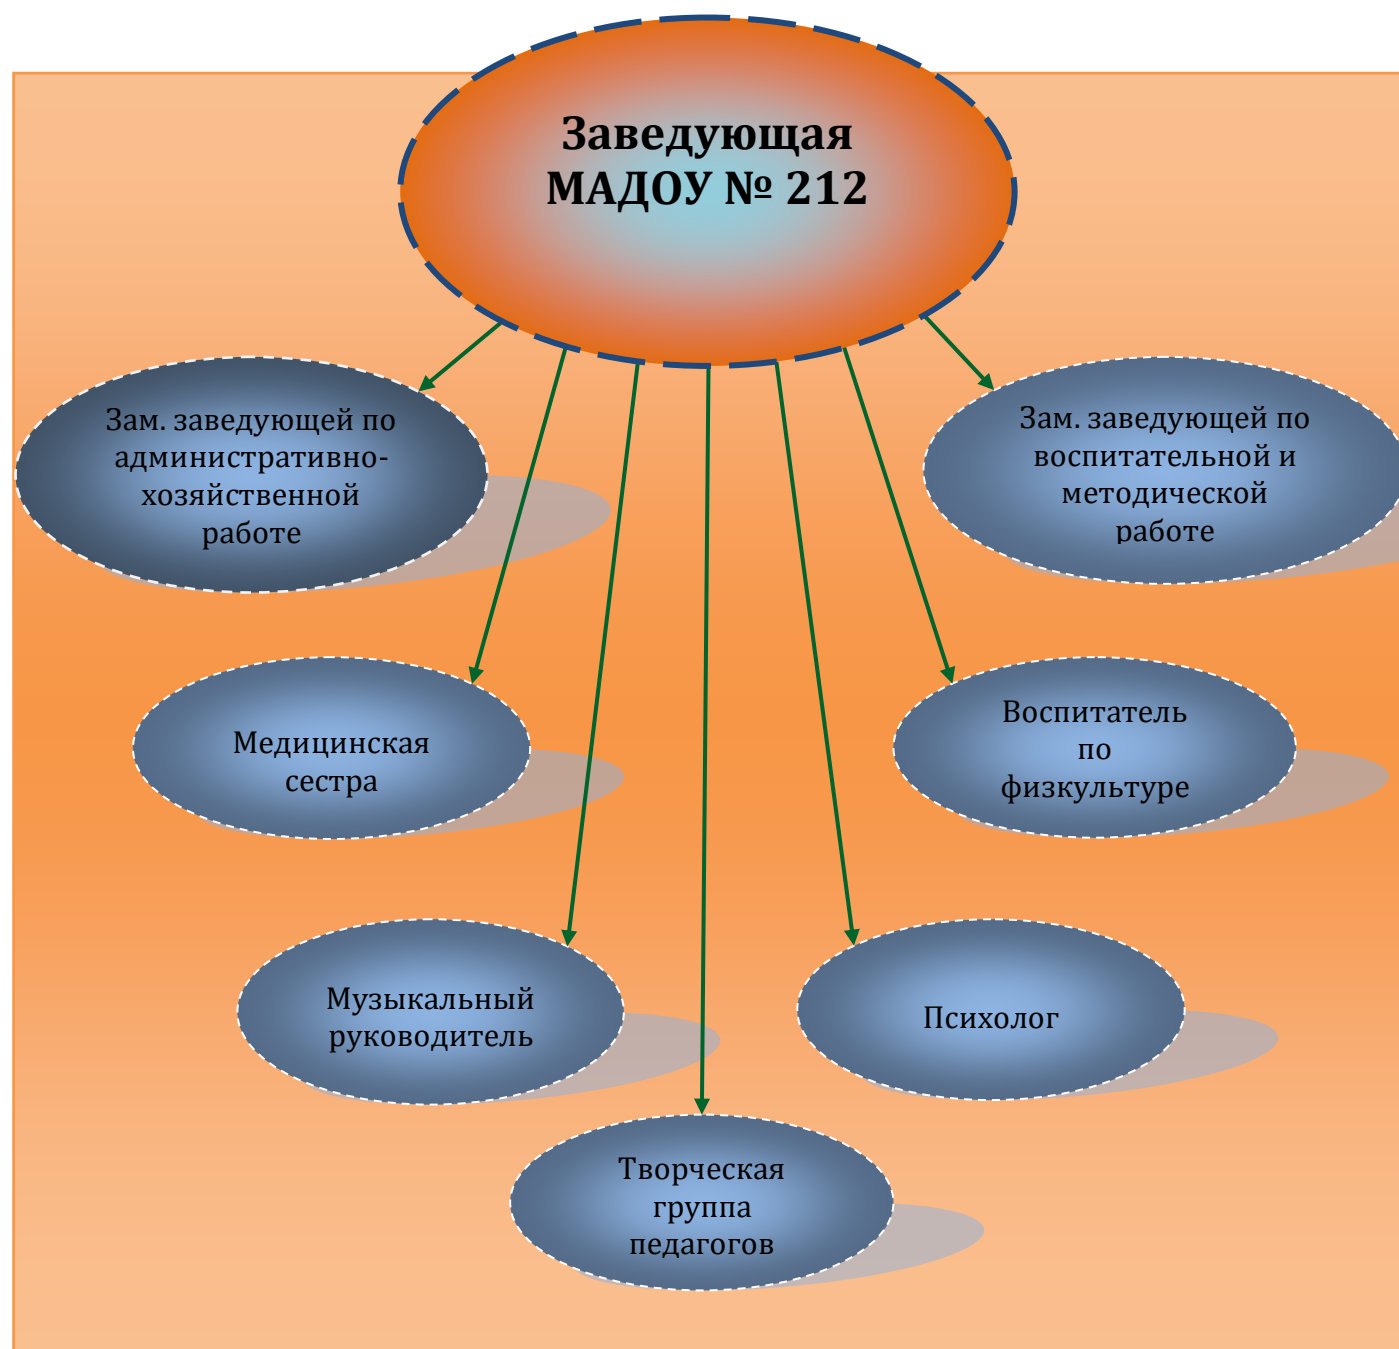 Заведующая
МАДОУ № 212
Зам. заведующей по
административно-
хозяйственной
работе
Зам. заведующей по
воспитательной и
методической
работе
Медицинская
сестра
Воспитатель
по
физкультуре
Музыкальный
руководитель
Психолог
Творческая
группа
педагогов